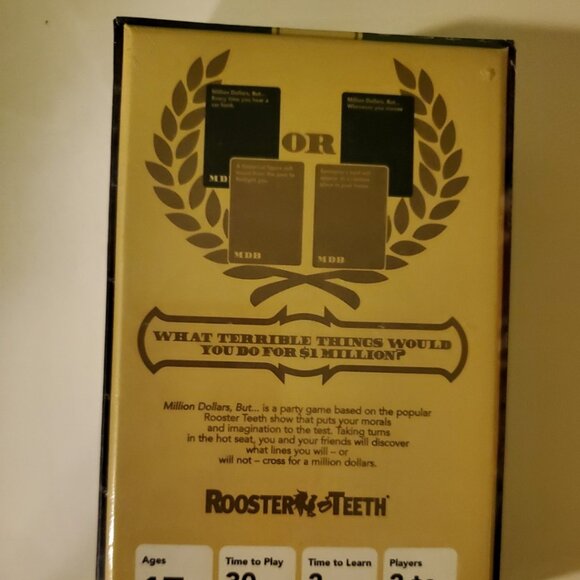 Million Dollars, But...
Every time you hear a
car honk
Million Dollars, But...
Whenever you sneeze
OR
MDB
MDB
WHAT TERRIBLE THINGS WOULD
YOU DO FOR $1 MILLION?
Million Dollars, But... is a party game based on the popular
Rooster Teeth show that puts your morals
and imagination to the test. Taking turns
in the hot seat, you and your friends will discover
what lines you will – or
will not – cross for a million dollars.
ROOSTER TEETH
Ages
Time to Play
Time to Learn
Players